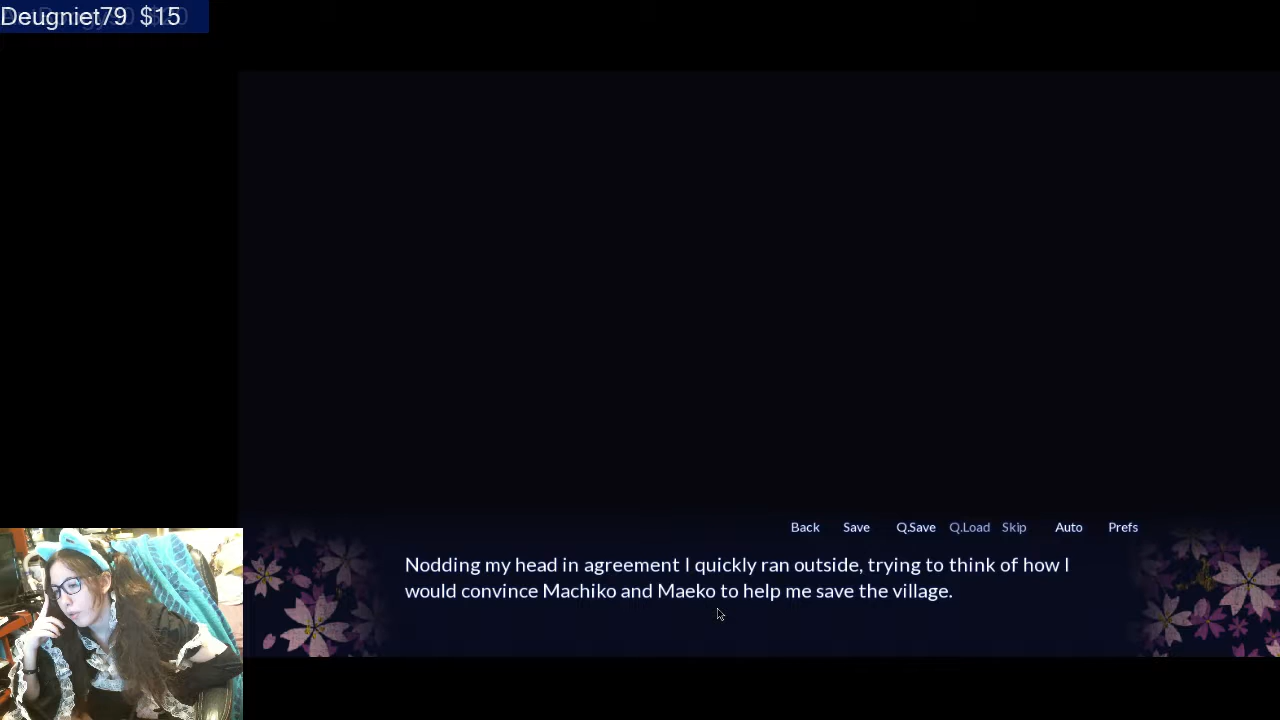 Deugniet79 $15
Back Save Q.Save Q.Load Skip Auto Prefs
Nodding my head in agreement I quickly ran outside, trying to think of how I
would convince Machiko and Maeko to help me save the village.